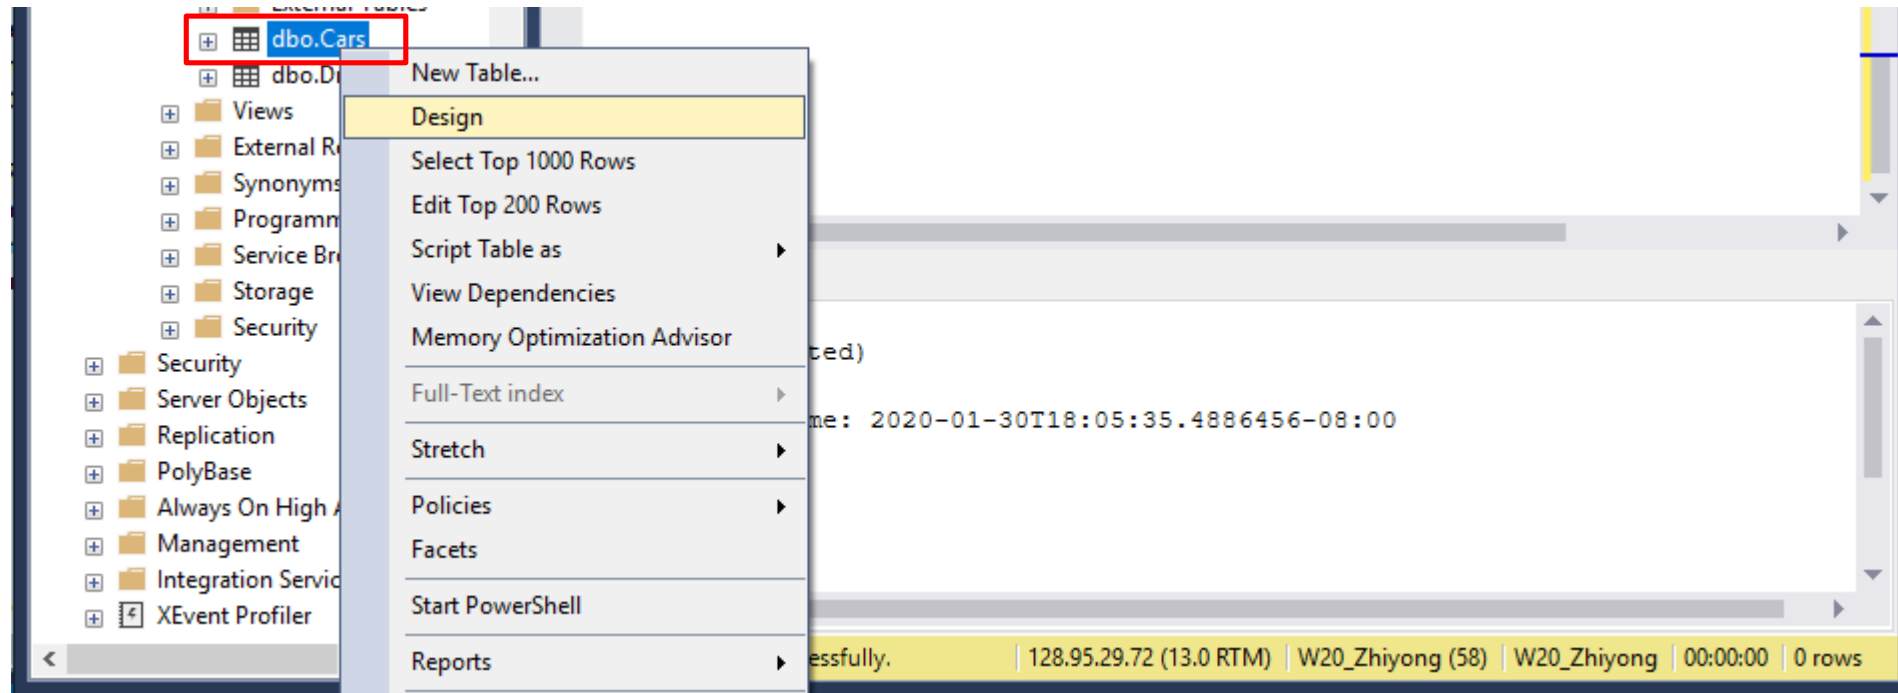 External Tables
dbo.Cars
dbo.D
Views
External R
Synonyms
Programm
Service Br
Storage
Security
Security
Server Objects
Replication
PolyBase
Always On High
Management
Integration Servic
XEvent Profiler
New Table...
Design
Select Top 1000 Rows
Edit Top 200 Rows
Script Table as
View Dependencies
Memory Optimization Advisor
Full-Text index
Stretch
Policies
Facets
Start PowerShell
Reports
ted)
me: 2020-01-30T18:05:35.4886456-08:00
essfully.
128.95.29.72 (13.0 RTM)
W20_Zhiyong (58)
W20_Zhiyong
00:00:00
0 rows